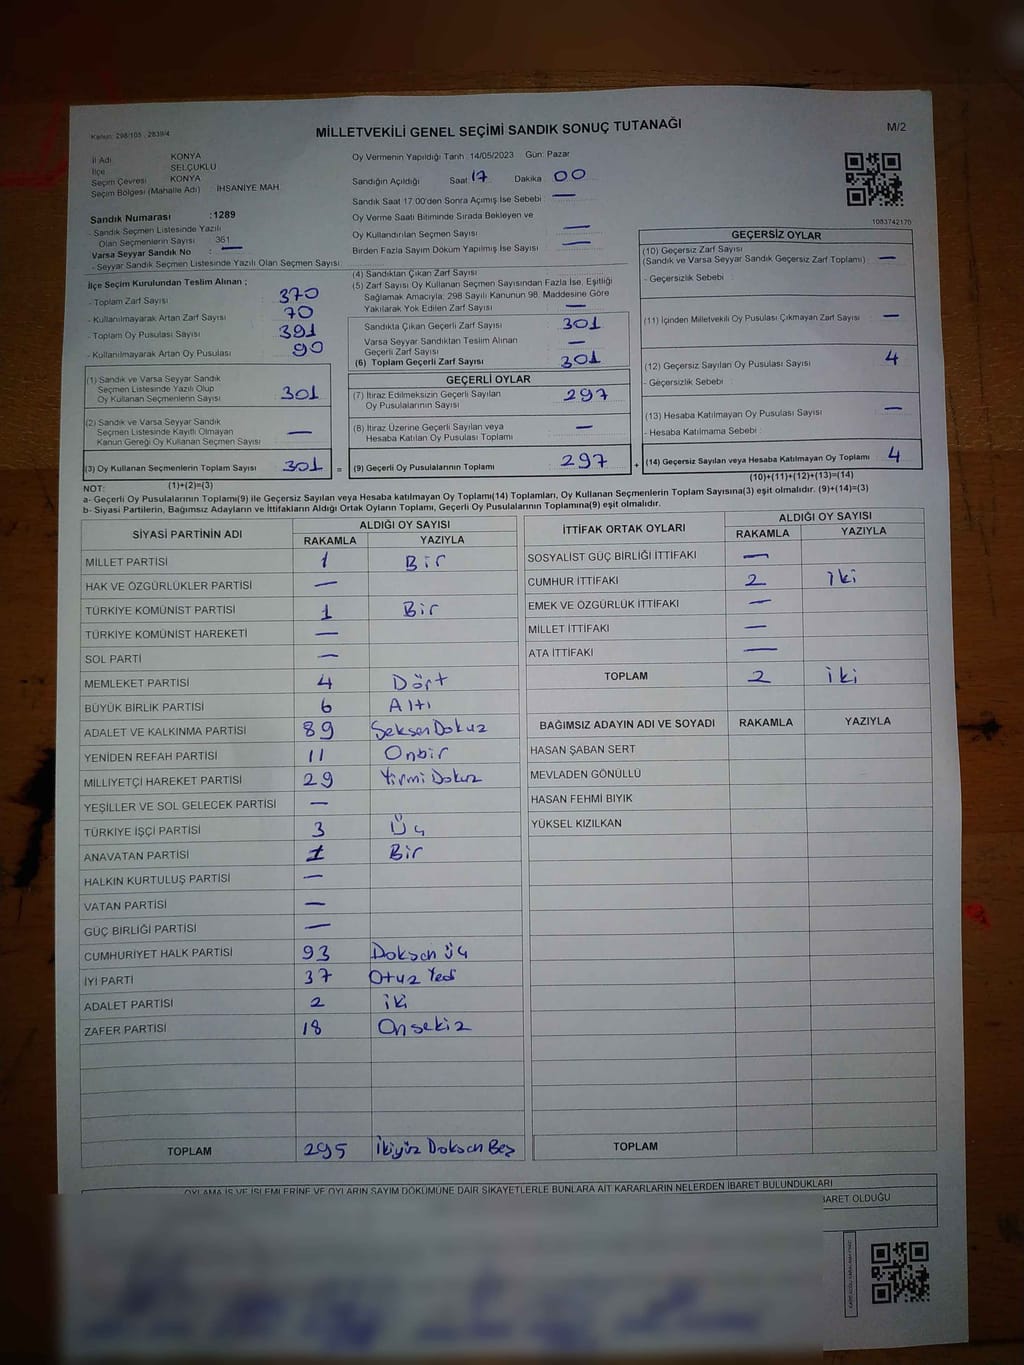 Kanun: 298/105 , 2839/4
MİLLETVEKİLİ GENEL SEÇİMİ SANDIK SONUÇ TUTANAĞI
M/2
İl Adı KONYA
İlçe SELÇUKLU
Seçim Çevresi KONYA
Seçim Bölgesi (Mahalle Adı) İHSANİYE MAH
Sandık Numarası :1289
- Sandık Seçmen Listesinde Yazılı
Olan Seçmenlerin Sayısı 361
Varsa Seyyar Sandık No : —
- Seyyar Sandık Seçmen Listesinde Yazılı Olan Seçmen Sayısı:
Oy Vermenin Yapıldığı Tarih :14/05/2023 Gün: Pazar
Sandığın Açıldığı Saat 17 Dakika 00
Sandık Saat 17.00'den Sonra Açımış İse Sebebi —
Oy Verme Saati Bitiminde Sırada Bekleyen ve
Oy Kullandırılan Seçmen Sayısı —
Birden Fazla Sayım Döküm Yapılmış İse Sayısı —
1083742170
İlçe Seçim Kurulundan Teslim Alınan ;
- Toplam Zarf Sayısı : 370
- Kullanılmayarak Artan Zarf Sayısı : 70
- Toplam Oy Pusulası Sayısı : 391
- Kullanılmayarak Artan Oy Pusulası : 90
(1) Sandık ve Varsa Seyyar Sandık
Seçmen Listesinde Yazılı Olup
Oy Kullanan Seçmenlerin Sayısı 301
(2) Sandık ve Varsa Seyyar Sandık
Seçmen Listesinde Kayıtlı Olmayan
Kanun Gereği Oy Kullanan Seçmen Sayısı —
(3) Oy Kullanan Seçmenlerin Toplam Sayısı 301 =
(1)+(2)=(3)
(4) Sandıktan Çıkan Zarf Sayısı :
(5) Zarf Sayısı Oy Kullanan Seçmen Sayısından Fazla İse, Eşitliği
Sağlamak Amacıyla, 298 Sayılı Kanunun 98. Maddesine Göre
Yakılarak Yok Edilen Zarf Sayısı : —
Sandıkta Çıkan Geçerli Zarf Sayısı 301
Varsa Seyyar Sandıktan Teslim Alınan
Geçerli Zarf Sayısı —
(6) Toplam Geçerli Zarf Sayısı 301
GEÇERLİ OYLAR
(7) İtiraz Edilmeksizin Geçerli Sayılan
Oy Pusulalarının Sayısı 297
(8) İtiraz Üzerine Geçerli Sayılan veya
Hesaba Katılan Oy Pusulası Toplamı —
(9) Geçerli Oy Pusulalarının Toplamı 297 +
GEÇERSİZ OYLAR
(10) Geçersiz Zarf Sayısı
(Sandık ve Varsa Seyyar Sandık Geçersiz Zarf Toplamı) —
- Geçersizlik Sebebi :
(11) İçinden Milletvekili Oy Pusulası Çıkmayan Zarf Sayısı —
(12) Geçersiz Sayılan Oy Pusulası Sayısı 4
- Geçersizlik Sebebi :
(13) Hesaba Katılmayan Oy Pusulası Sayısı —
- Hesaba Katılmama Sebebi :
(14) Geçersiz Sayılan veya Hesaba Katılmayan Oy Toplamı 4
(10)+(11)+(12)+(13)=(14)
NOT:
a- Geçerli Oy Pusulalarının Toplamı(9) ile Geçersiz Sayılan veya Hesaba katılmayan Oy Toplamı(14) Toplamları, Oy Kullanan Seçmenlerin Toplam Sayısına(3) eşit olmalıdır. (9)+(14)=(3)
b- Siyasi Partilerin, Bağımsız Adayların ve İttifakların Aldığı Ortak Oyların Toplamı, Geçerli Oy Pusulalarının Toplamına(9) eşit olmalıdır.
SİYASİ PARTİNİN ADI ALDIĞI OY SAYISI
RAKAMLA YAZIYLA
MİLLET PARTİSİ 1 Bir
HAK VE ÖZGÜRLÜKLER PARTİSİ —
TÜRKİYE KOMÜNİST PARTİSİ 1 Bir
TÜRKİYE KOMÜNİST HAREKETİ —
SOL PARTİ —
MEMLEKET PARTİSİ 4 Dört
BÜYÜK BİRLİK PARTİSİ 6 Altı
ADALET VE KALKINMA PARTİSİ 89 Seksen Dokuz
YENİDEN REFAH PARTİSİ 11 Onbir
MİLLİYETÇİ HAREKET PARTİSİ 29 Yirmi Dokuz
YEŞİLLER VE SOL GELECEK PARTİSİ —
TÜRKİYE İŞÇİ PARTİSİ 3 Üç
ANAVATAN PARTİSİ 1 Bir
HALKIN KURTULUŞ PARTİSİ —
VATAN PARTİSİ —
GÜÇ BİRLİĞİ PARTİSİ —
CUMHURİYET HALK PARTİSİ 93 Doksan Üç
İYİ PARTİ 37 Otuz Yedi
ADALET PARTİSİ 2 iki
ZAFER PARTİSİ 18 Onsekiz
TOPLAM 295 İkiyüz Doksan Beş
İTTİFAK ORTAK OYLARI ALDIĞI OY SAYISI
RAKAMLA YAZIYLA
SOSYALİST GÜÇ BİRLİĞİ İTTİFAKI —
CUMHUR İTTİFAKI 2 iki
EMEK VE ÖZGÜRLÜK İTTİFAKI —
MİLLET İTTİFAKI —
ATA İTTİFAKI —
TOPLAM 2 iki
BAĞIMSIZ ADAYIN ADI VE SOYADI RAKAMLA YAZIYLA
HASAN ŞABAN SERT
MEVLADEN GÖNÜLLÜ
HASAN FEHMİ BIYIK
YÜKSEL KIZILKAN
TOPLAM
OYLAMA İŞ VE İŞLEMLERİNE VE OYLARIN SAYIM DÖKÜMÜNE DAİR ŞİKAYETLERLE BUNLARA AİT KARARLARIN NELERDEN İBARET BULUNDUKLARI
İBARET OLDUĞU